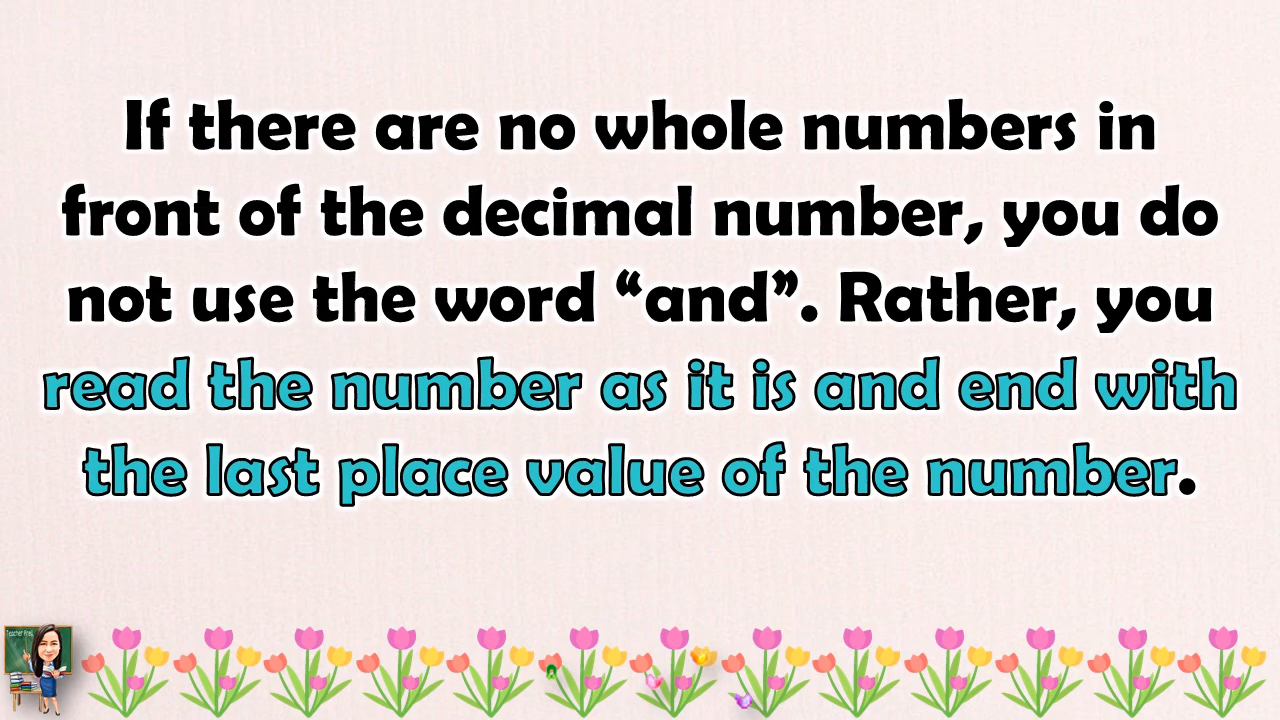 If there are no whole numbers in
front of the decimal number, you do
not use the word “and”. Rather, you
read the number as it is and end with
the last place value of the number.